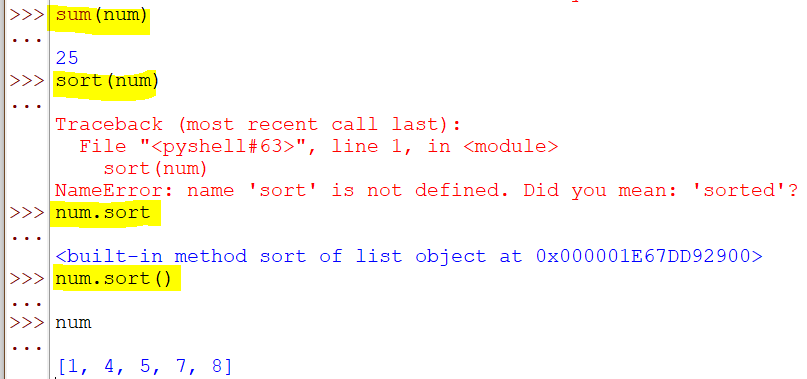 >>> sum(num)
...
25
>>> sort(num)
...
Traceback (most recent call last):
  File "<pyshell#63>", line 1, in <module>
    sort(num)
NameError: name 'sort' is not defined. Did you mean: 'sorted'?
>>> num.sort
...
<built-in method sort of list object at 0x000001E67DD92900>
>>> num.sort()
...
>>> num
...
[1, 4, 5, 7, 8]